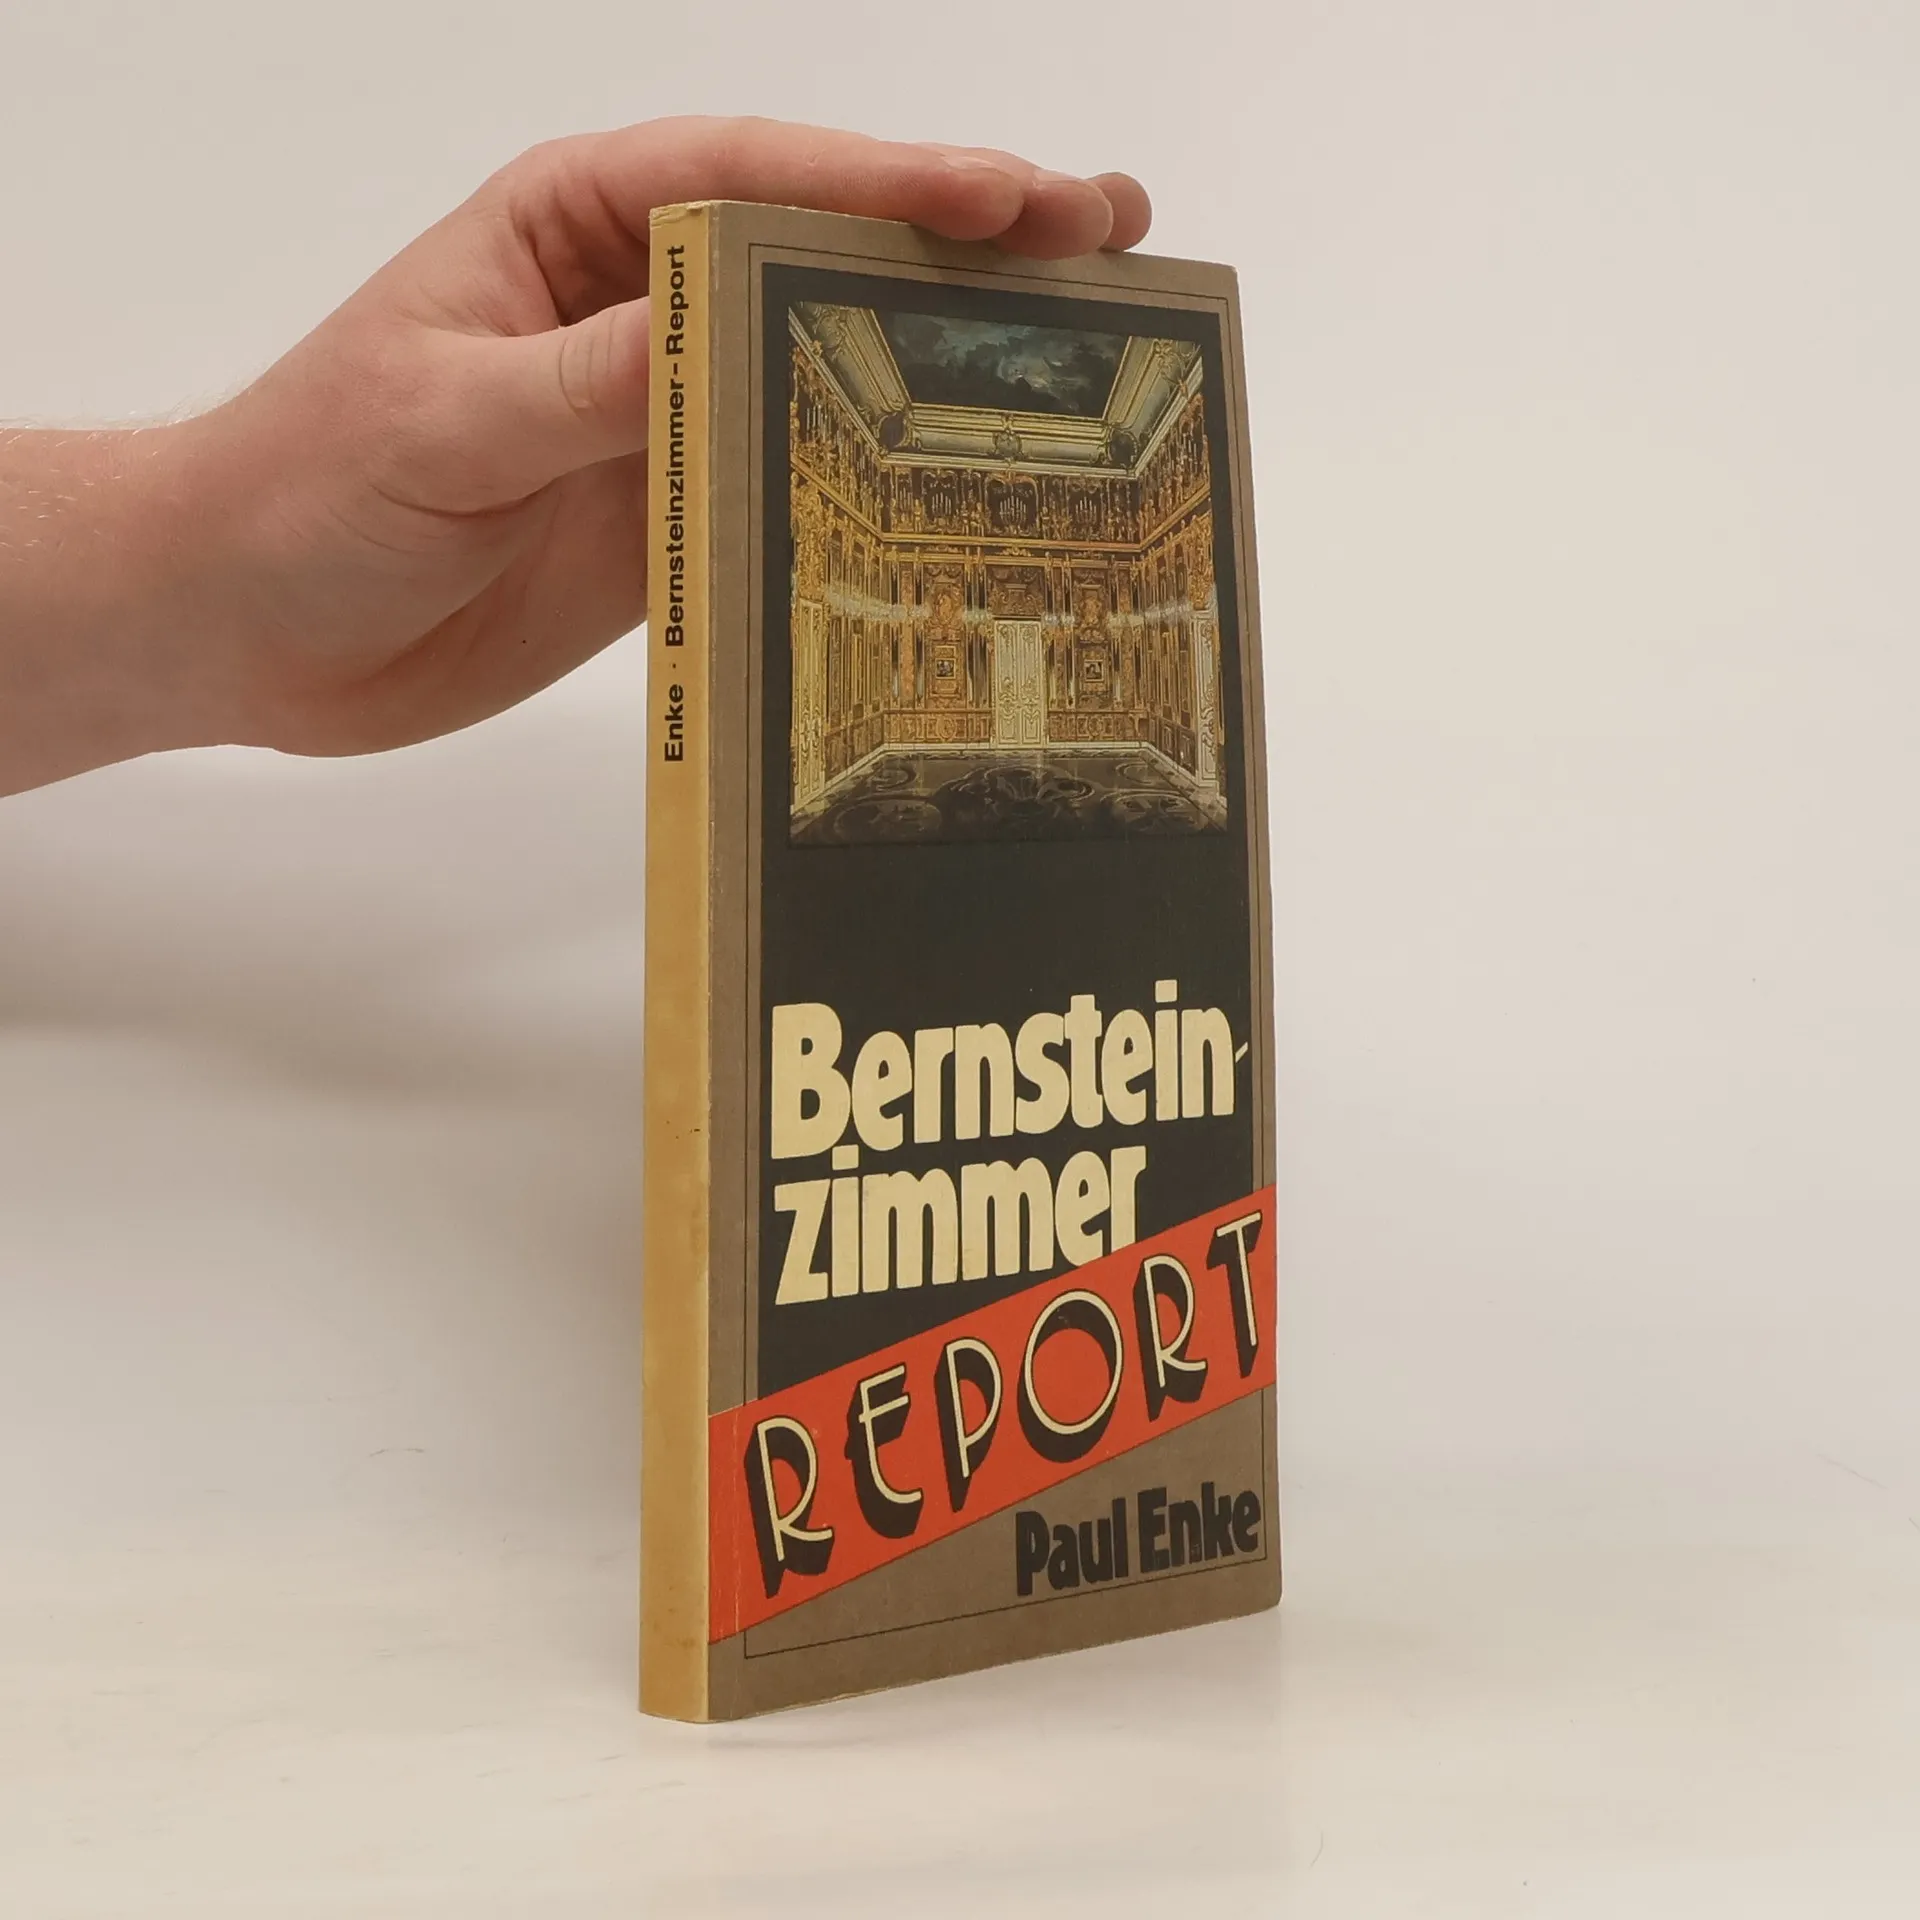 Enke · Bernsteinzimmer-Report
Bernstein-
zimmer
REPORT
Paul Enke